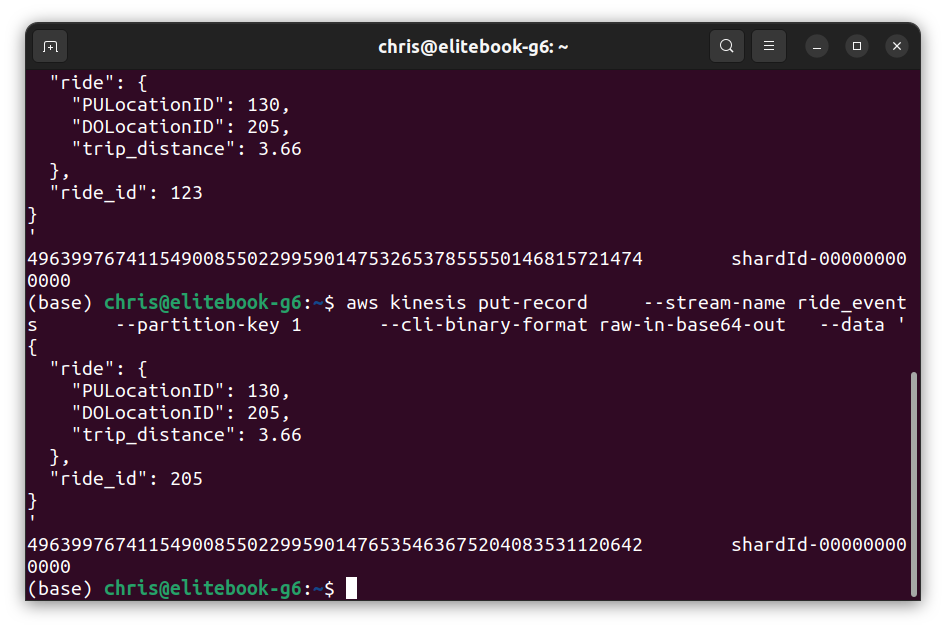 chris@elitebook-g6: ~
  "ride": {
    "PULocationID": 130,
    "DOLocationID": 205,
    "trip_distance": 3.66
  },
  "ride_id": 123
}
'
49639976741154900855022995901475326537855550146815721474        shardId-00000000
0000
(base) chris@elitebook-g6:~$ aws kinesis put-record     --stream-name ride_event
s       --partition-key 1       --cli-binary-format raw-in-base64-out   --data '
{
  "ride": {
    "PULocationID": 130,
    "DOLocationID": 205,
    "trip_distance": 3.66
  },
  "ride_id": 205
}
'
49639976741154900855022995901476535463675204083531120642        shardId-00000000
0000
(base) chris@elitebook-g6:~$